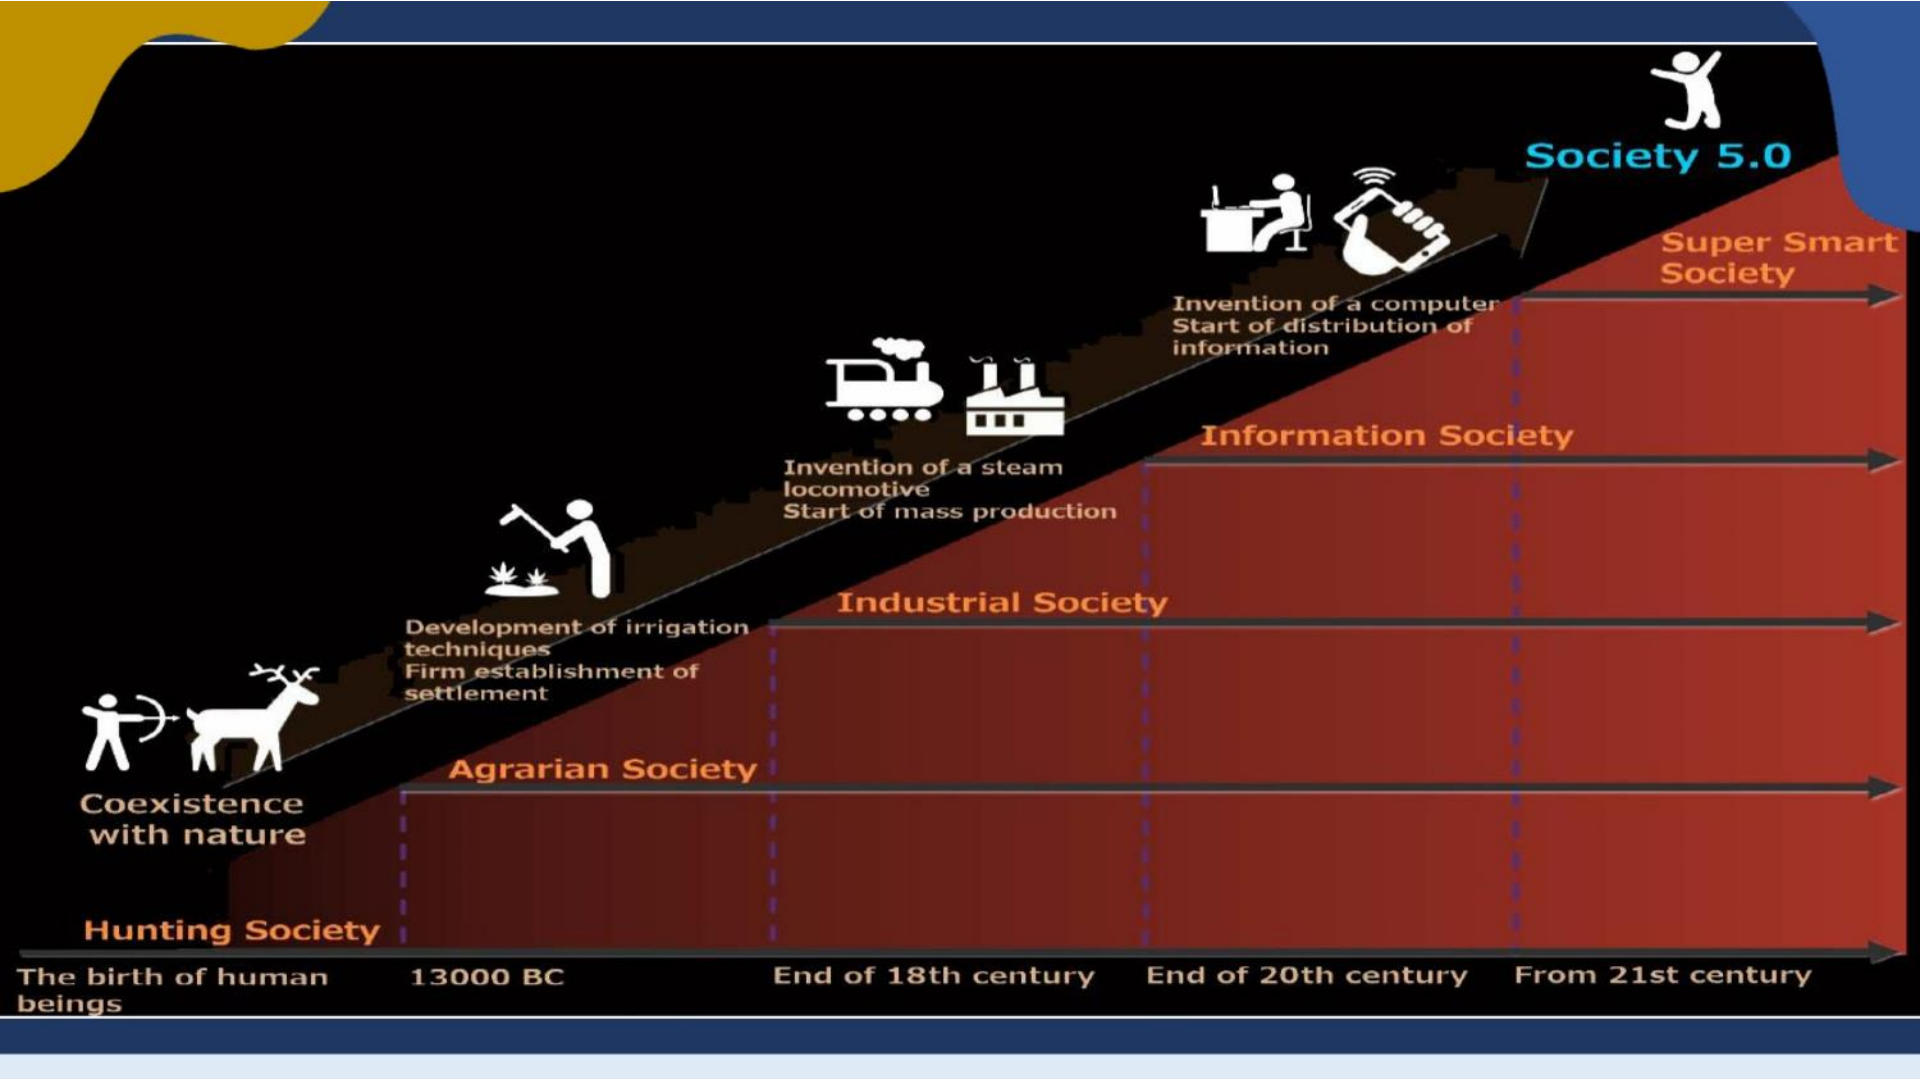 Society 5.0
Super Smart
Society
Invention of a computer
Start of distribution of
information
Information Society
Invention of a steam
locomotive
Start of mass production
Industrial Society
Development of irrigation
techniques
Firm establishment of
settlement
Agrarian Society
Coexistence
with nature
Hunting Society
The birth of human
beings
13000 BC
End of 18th century
End of 20th century
From 21st century